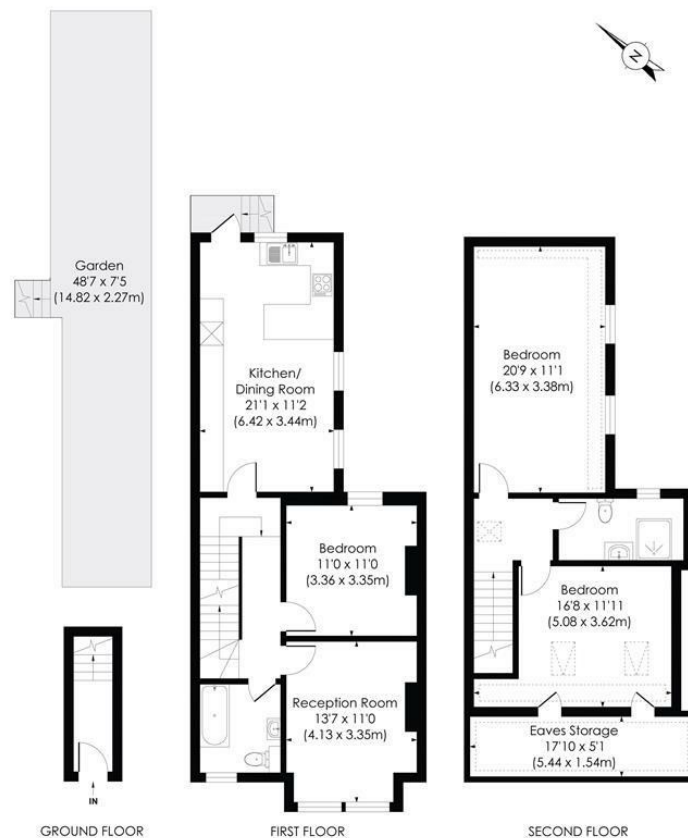 N
Garden
48'7 x 7'5
(14.82 x 2.27m)
Kitchen/
Dining Room
21'1 x 11'2
(6.42 x 3.44m)
Bedroom
11'0 x 11'0
(3.36 x 3.35m)
Reception Room
13'7 x 11'0
(4.13 x 3.35m)
Bedroom
20'9 x 11'1
(6.33 x 3.38m)
Bedroom
16'8 x 11'11
(5.08 x 3.62m)
Eaves Storage
17'10 x 5'1
(5.44 x 1.54m)
IN
GROUND FLOOR
FIRST FLOOR
SECOND FLOOR